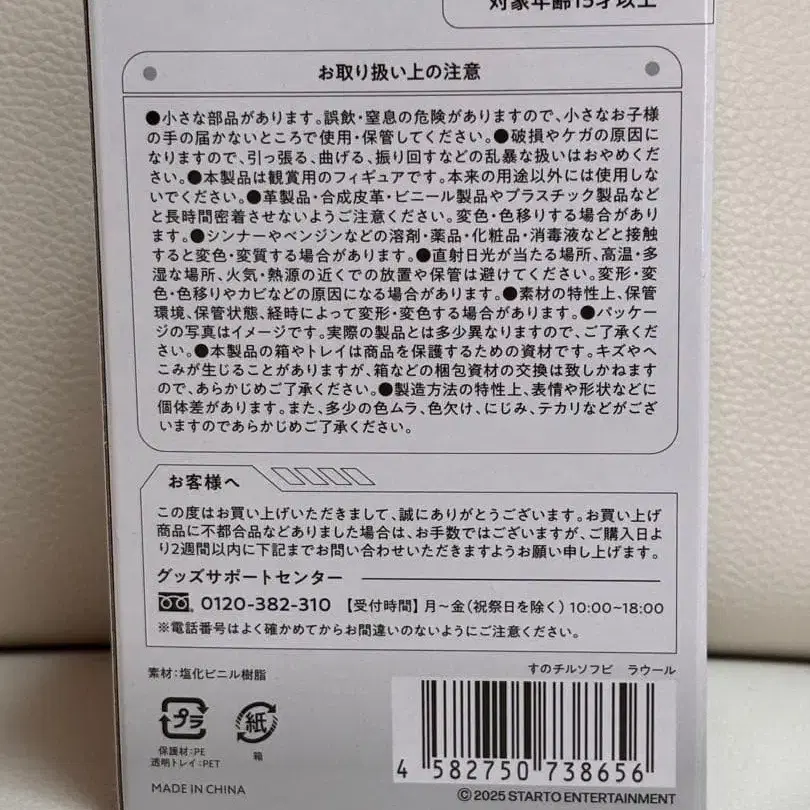 対象年齢15才以上
お取り扱い上の注意
●小さな部品があります。誤飲・窒息の危険がありますので、小さなお子様
の手の届かないところで使用・保管してください。●破損やケガの原因に
なりますので、引っ張る、曲げる、振り回すなどの乱暴な扱いはおやめくだ
さい。●本製品は観賞用のフィギュアです。本来の用途以外には使用しな
いでください。●革製品・合成皮革・ビニール製品やプラスチック製品など
と長時間密着させないようご注意ください。変色・色移りする場合があり
ます。●シンナーやベンジンなどの溶剤・薬品・化粧品・消毒液などと接触
すると変色・変質する場合があります。●直射日光が当たる場所、高温・多
湿な場所、火気・熱源の近くでの放置や保管は避けてください。変形・変
色・色移りやカビなどの原因になる場合があります。●素材の特性上、保管
環境、保管状態、経時によって変形・変色する場合があります。●パッケ
ージの写真はイメージです。実際の製品とは多少異なりますので、ご了承くだ
さい。●本製品の箱やトレイは商品を保護するための資材です。キズやへ
こみが生じることがありますが、箱などの梱包資材の交換は致しかねます
ので、あらかじめご了承ください。●製造方法の特性上、表情や形状などに
個体差があります。また、多少の色ムラ、色欠け、にじみ、テカリなどがござ
いますのであらかじめご了承ください。
お客様へ
この度はお買い上げいただきまして、誠にありがとうございます。お買い上げ
商品に不都合品などありました場合は、お手数ではございますが、ご購入日よ
り2週間以内に下記までお問い合わせいただきますようお願い申し上げます。
グッズサポートセンター
0120-382-310 【受付時間】月～金(祝祭日を除く)10:00~18:00
※電話番号はよく確かめてからお間違いのないようにご注意ください。
素材:塩化ビニル樹脂
すのチルソフビ ラウール
プラ
紙
保護材:PE
透明トレイ:PET
箱
4 582750 738656
MADE IN CHINA
©2025 STARTO ENTERTAINMENT